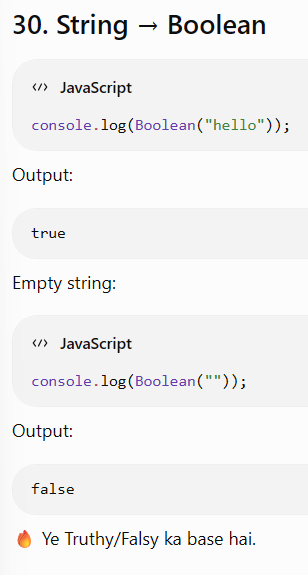 30. String → Boolean
</> JavaScript
console.log(Boolean("hello"));
Output:
true
Empty string:
</> JavaScript
console.log(Boolean(""));
Output:
false
🔥 Ye Truthy/Falsy ka base hai.